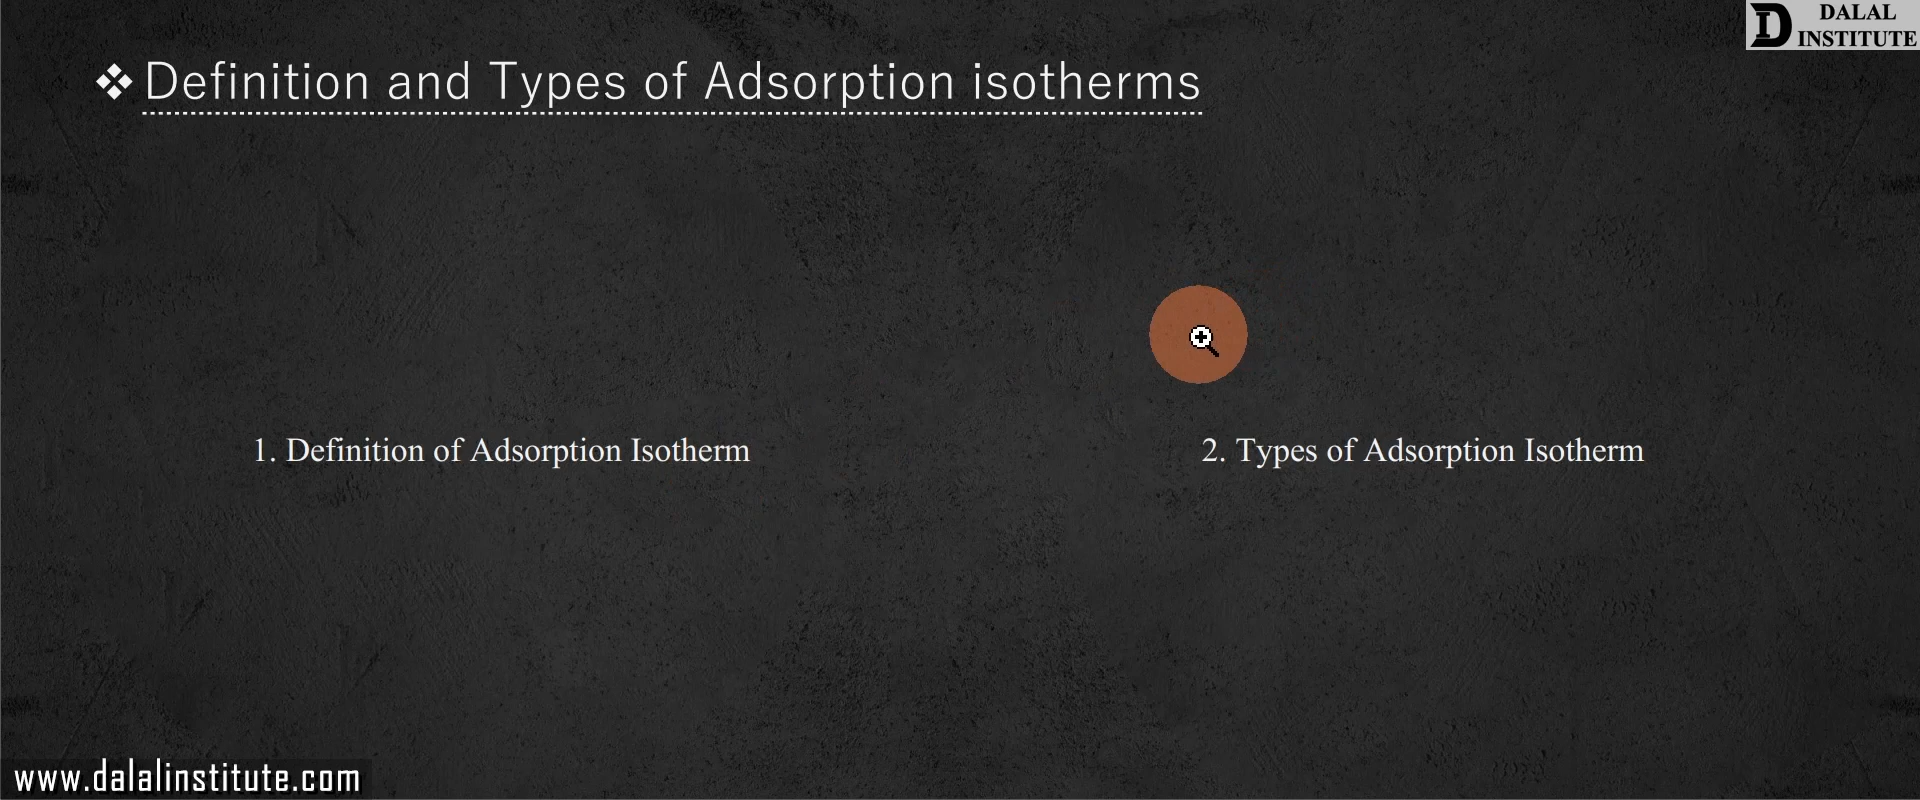 DALAL
INSTITUTE
❖ Definition and Types of Adsorption isotherms
1. Definition of Adsorption Isotherm
2. Types of Adsorption Isotherm
www.dalalinstitute.com